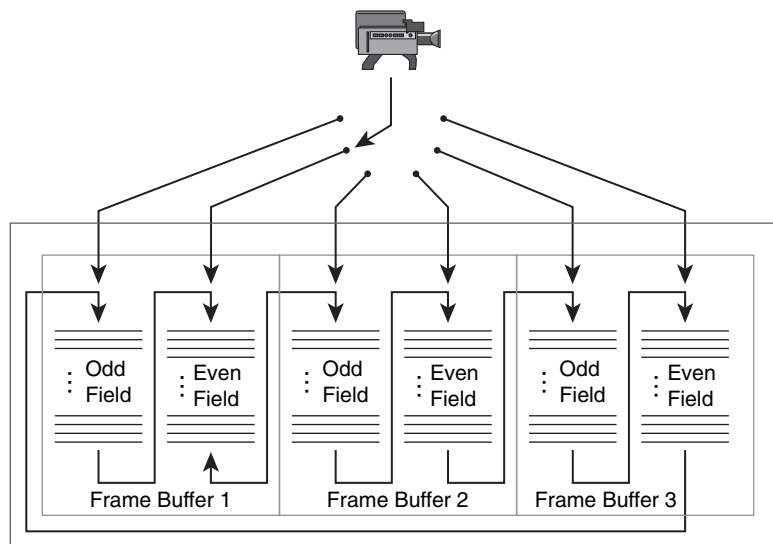 Odd
Field
Even
Field
Odd
Field
Even
Field
Odd
Field
Even
Field
Frame Buffer 1
Frame Buffer 2
Frame Buffer 3